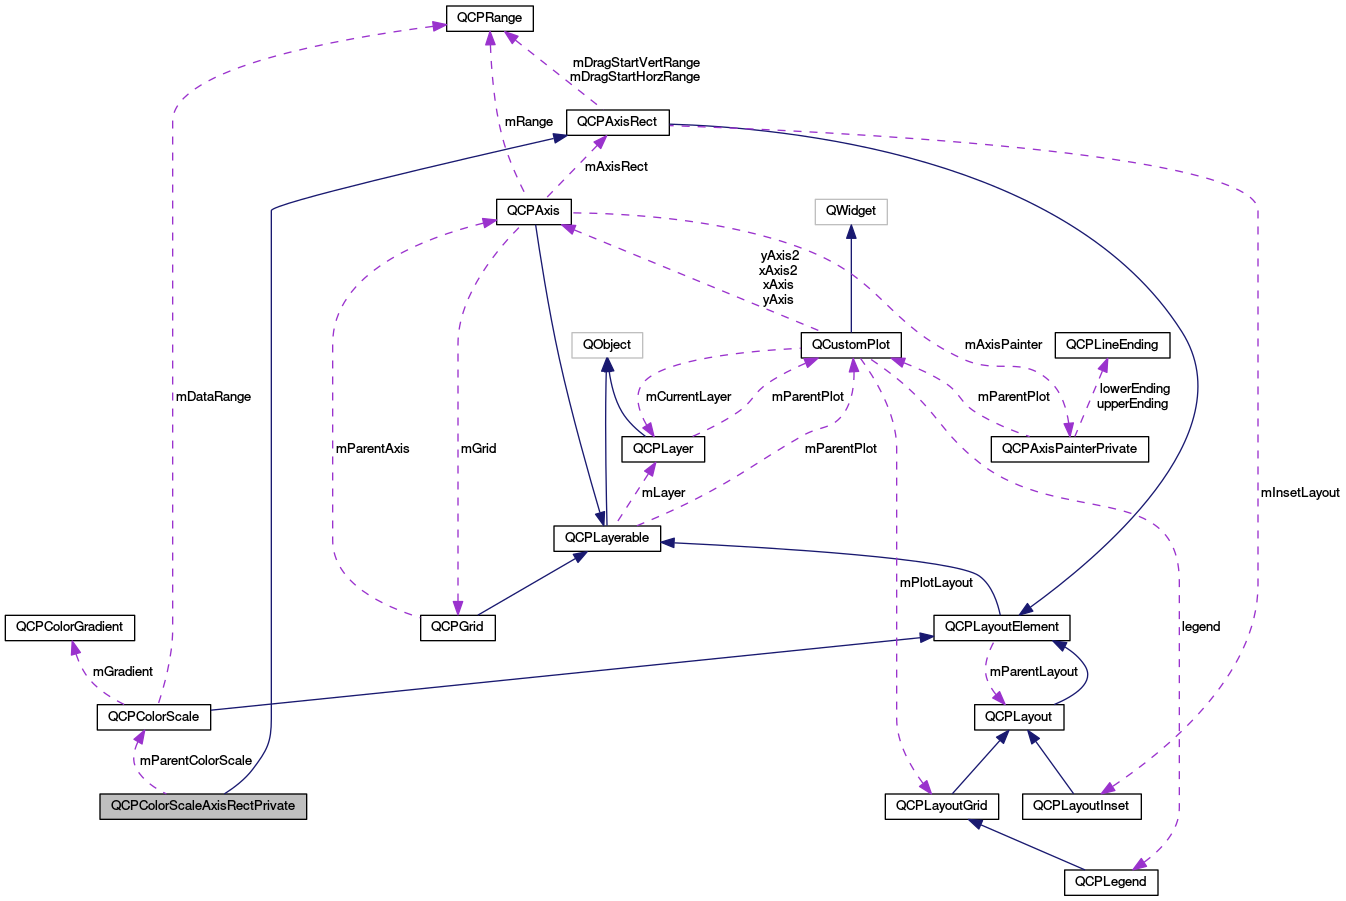 QCPRange
mDragStartVertRange
mDragStartHorzRange
mRange
QCPAxisRect
mAxisRect
QCPAxis
QWidget
yAxis2
xAxis2
xAxis
yAxis
QObject
QCustomPlot
mAxisPainter
QCPLineEnding
mDataRange
mCurrentLayer
mParentPlot
mParentPlot
lowerEnding
upperEnding
mParentAxis
mGrid
QCPLayer
mParentPlot
QCPAxisPainterPrivate
mLayer
mInsetLayout
QCPLayerable
mPlotLayout
QCPColorGradient
QCPGrid
QCPLayoutElement
legend
mGradient
mParentLayout
QCPColorScale
QCPLayout
mParentColorScale
QCPColorScaleAxisRectPrivate
QCPLayoutGrid
QCPLayoutInset
QCPLegend